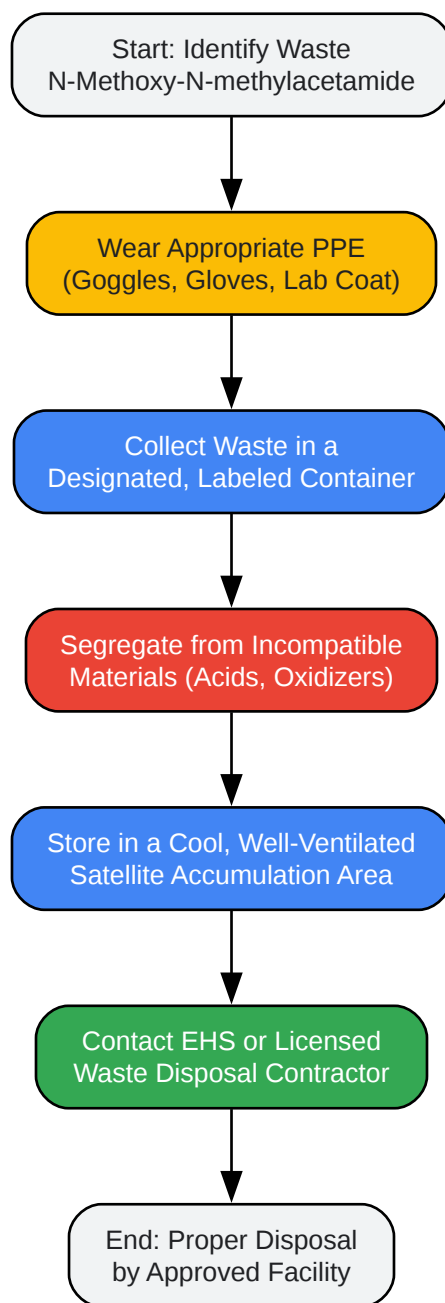 Start: Identify Waste
N-Methoxy-N-methylacetamide
Wear Appropriate PPE
(Goggles, Gloves, Lab Coat)
Collect Waste in a
Designated, Labeled Container
Segregate from Incompatible
Materials (Acids, Oxidizers)
Store in a Cool, Well-Ventilated
Satellite Accumulation Area
Contact EHS or Licensed
Waste Disposal Contractor
End: Proper Disposal
by Approved Facility